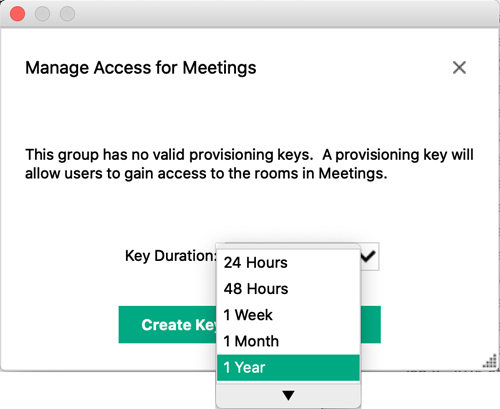 Manage Access for Meetings
This group has no valid provisioning keys.  A provisioning key will
allow users to gain access to the rooms in Meetings.
Key Duration:
24 Hours
48 Hours
1 Week
1 Month
1 Year
Create Key